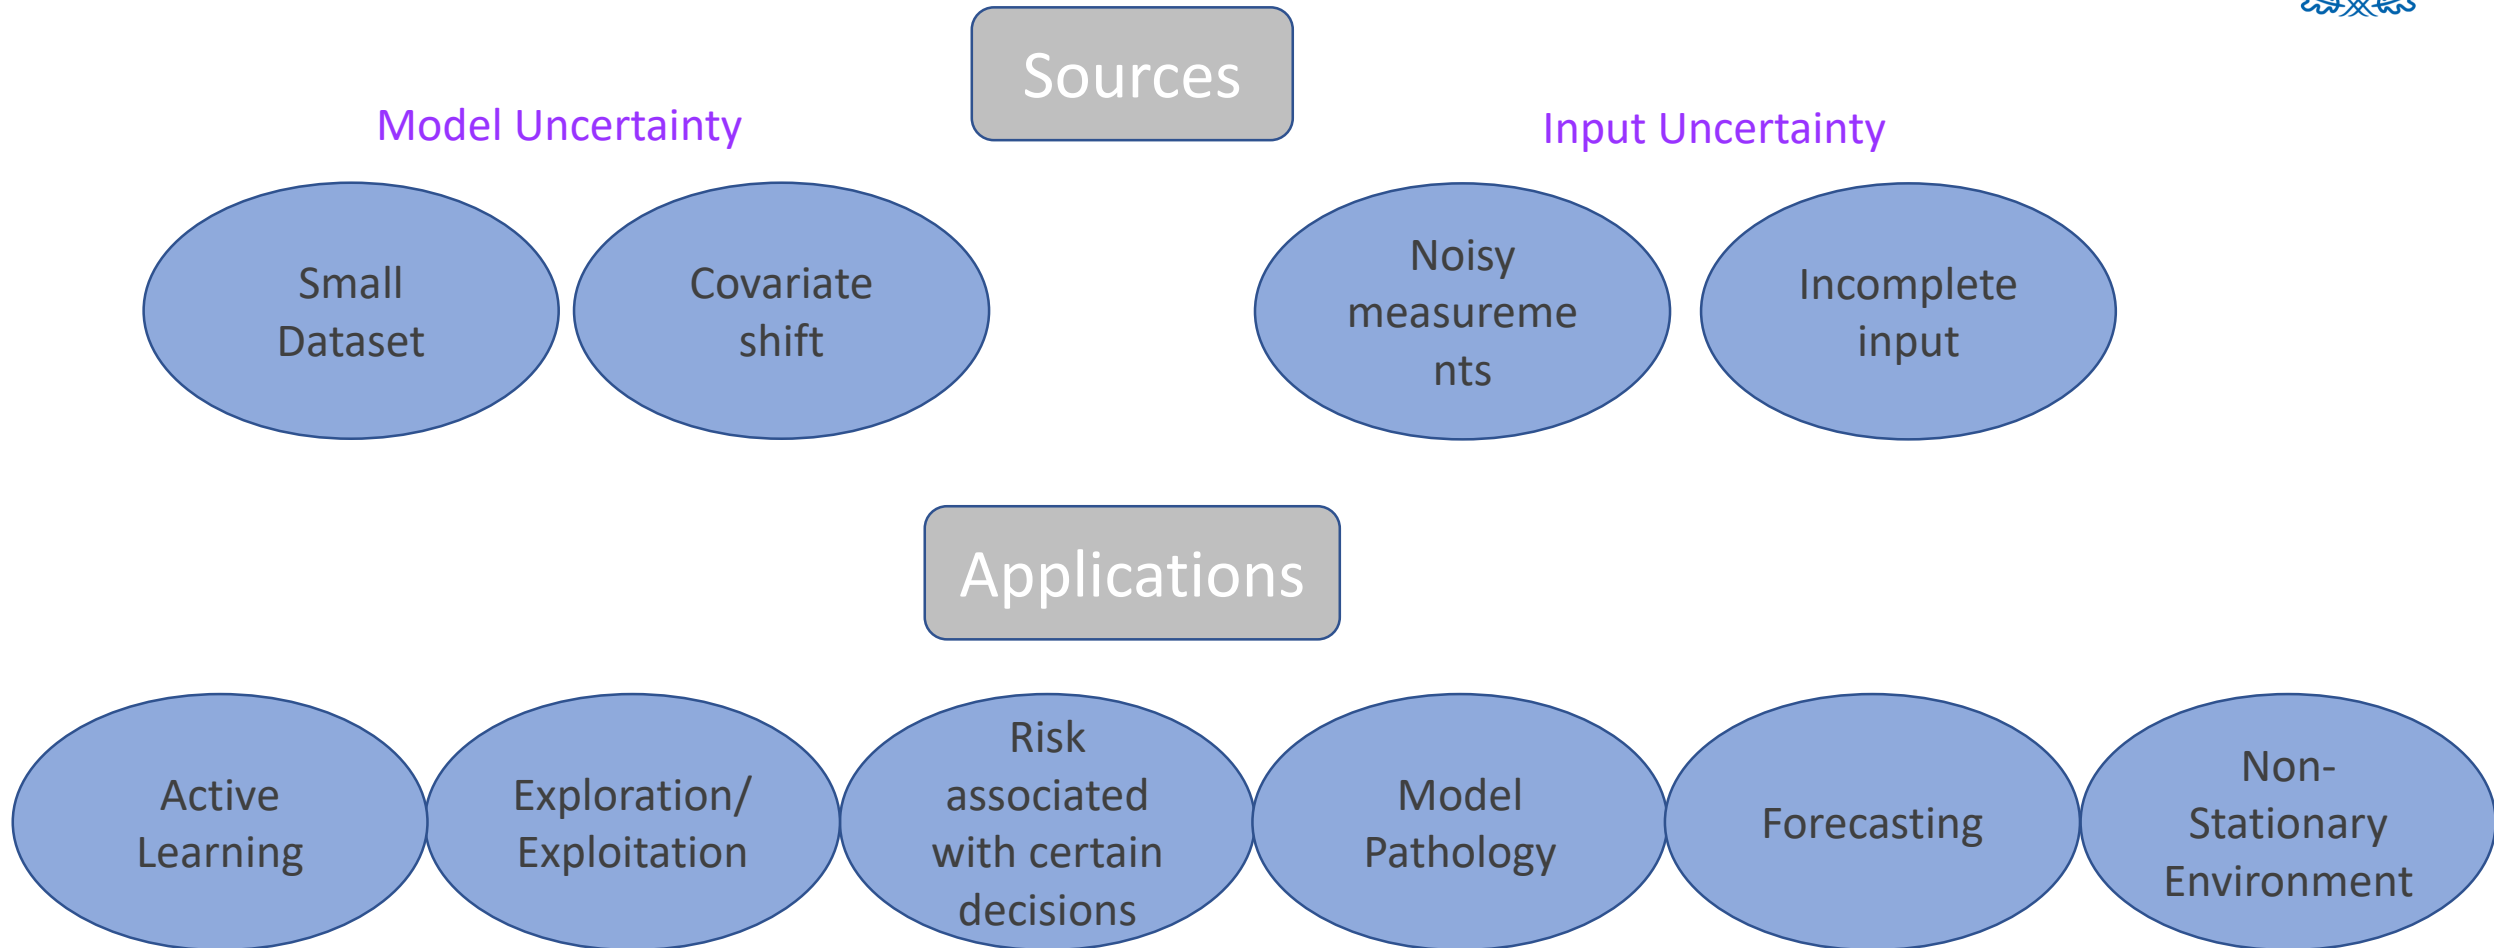 Sources
Model Uncertainty
Input Uncertainty
Small
Dataset
Covariate
shift
Noisy
measureme
nts
Incomplete
input
Applications
Active
Learning
Exploration/
Exploitation
Risk
associated
with certain
decisions
Model
Pathology
Forecasting
Non-
Stationary
Environment